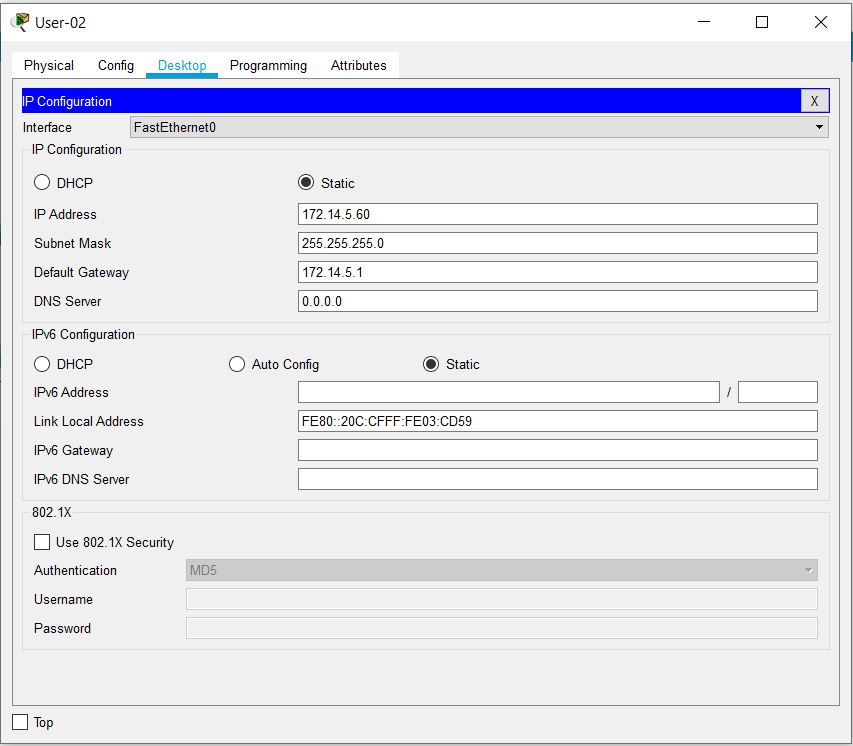 User-02
Physical Config Desktop Programming Attributes
IP Configuration X
Interface FastEthernet0
IP Configuration
DHCP Static
IP Address 172.14.5.60
Subnet Mask 255.255.255.0
Default Gateway 172.14.5.1
DNS Server 0.0.0.0
IPv6 Configuration
DHCP Auto Config Static
IPv6 Address /
Link Local Address FE80::20C:CFFF:FE03:CD59
IPv6 Gateway
IPv6 DNS Server
802.1X
Use 802.1X Security
Authentication MD5
Username
Password
Top